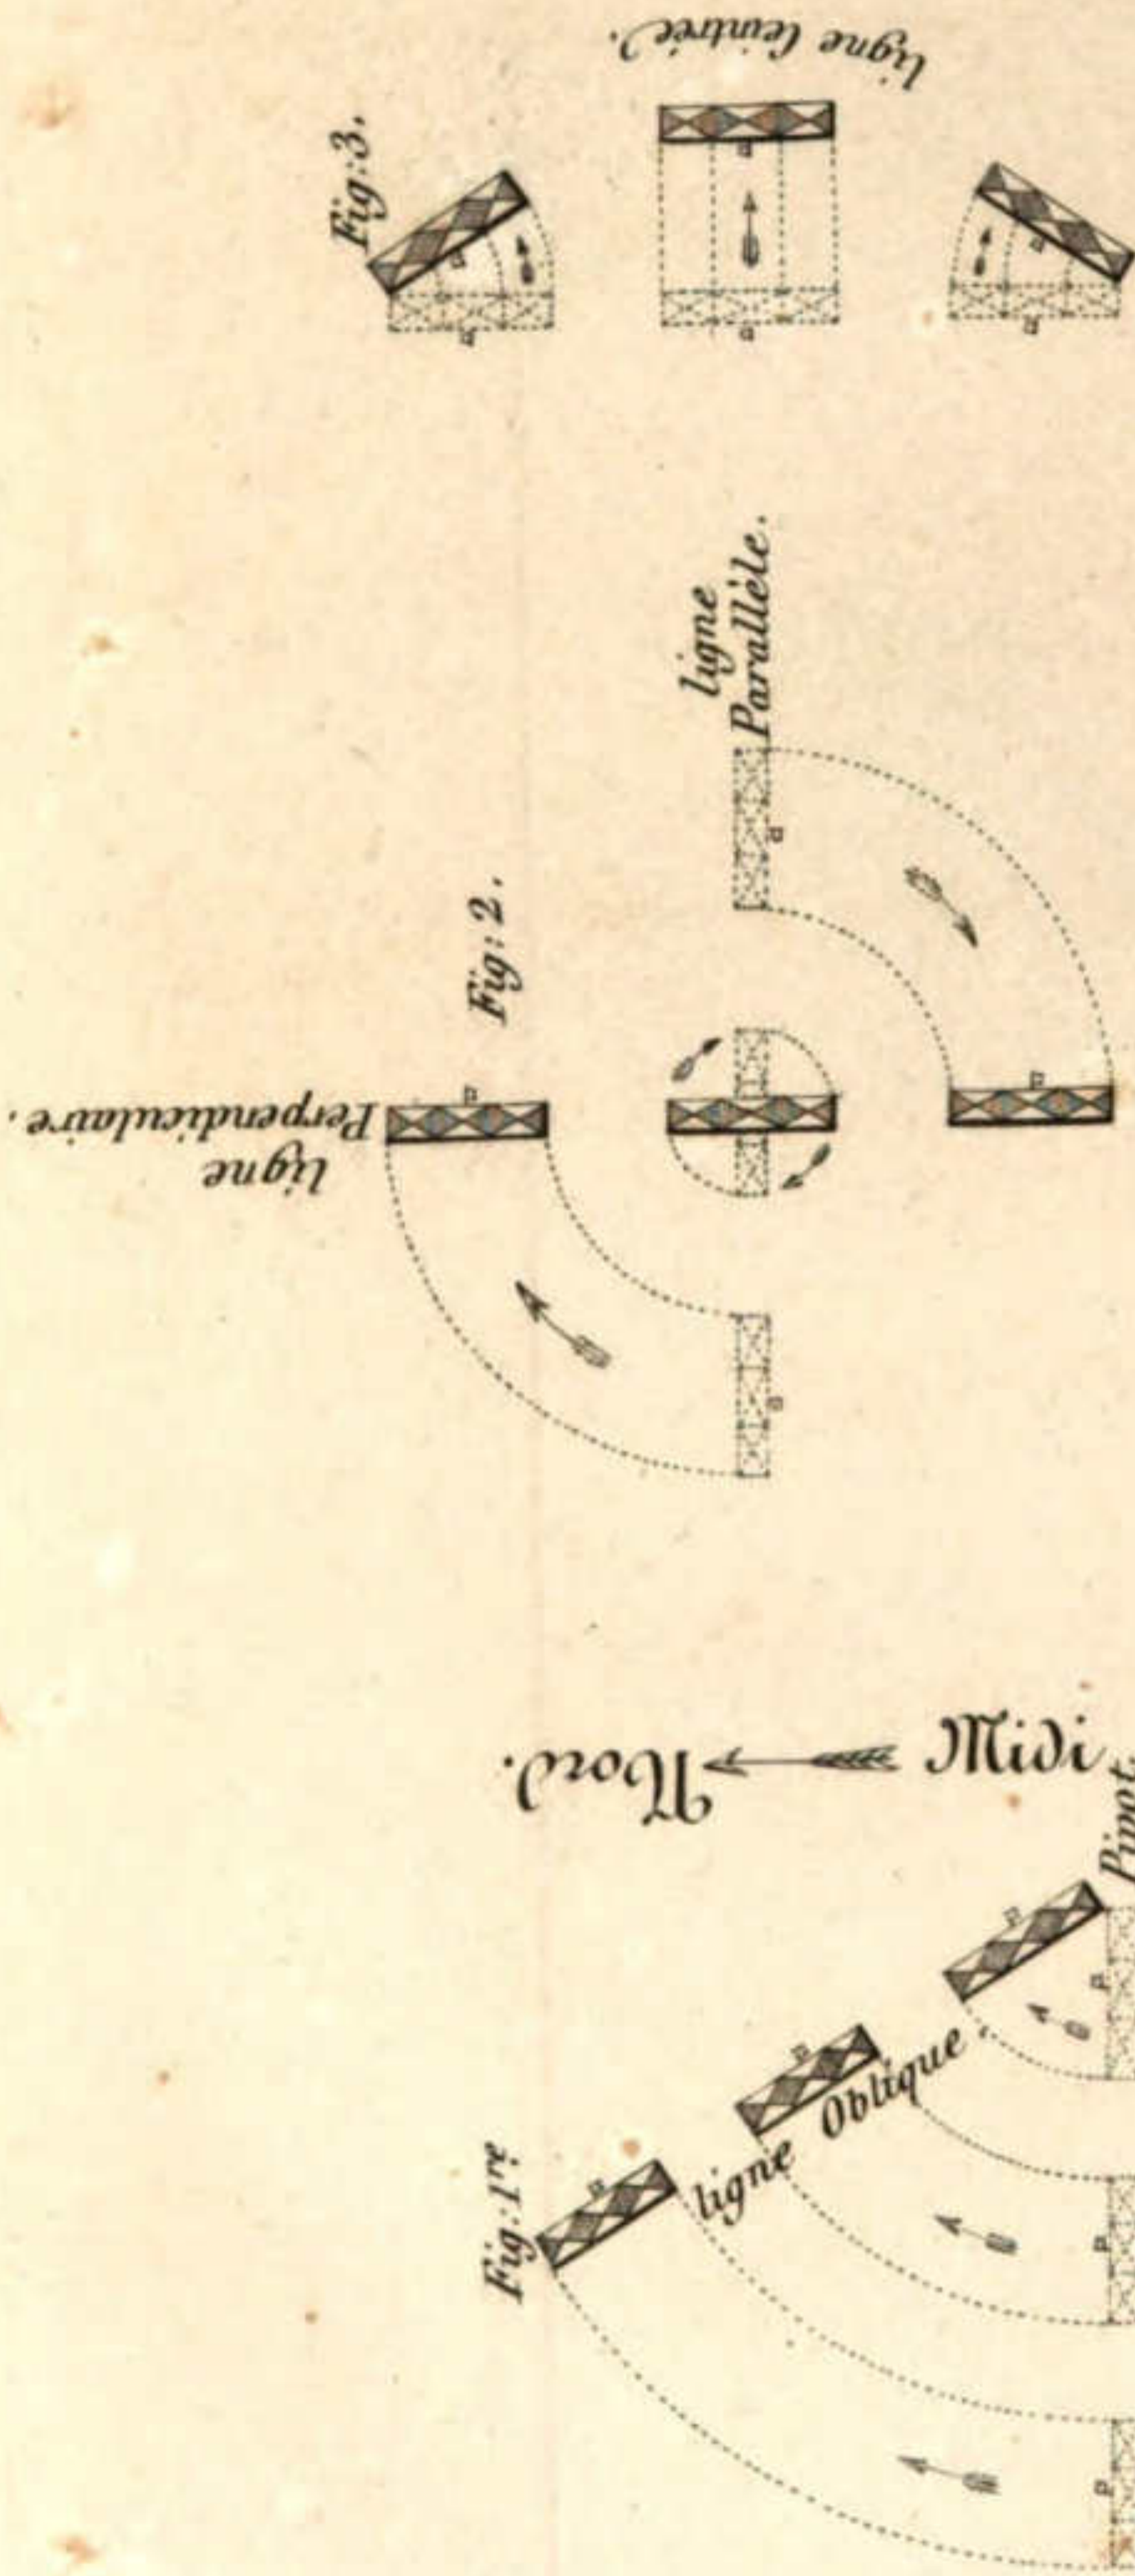 Fig: 1re
ligne Oblique.
Pivot.
Nord.
Midi
Fig: 2.
ligne
Perpendiculaire.
ligne
Parallèle.
Fig: 3.
ligne Ceintrée.